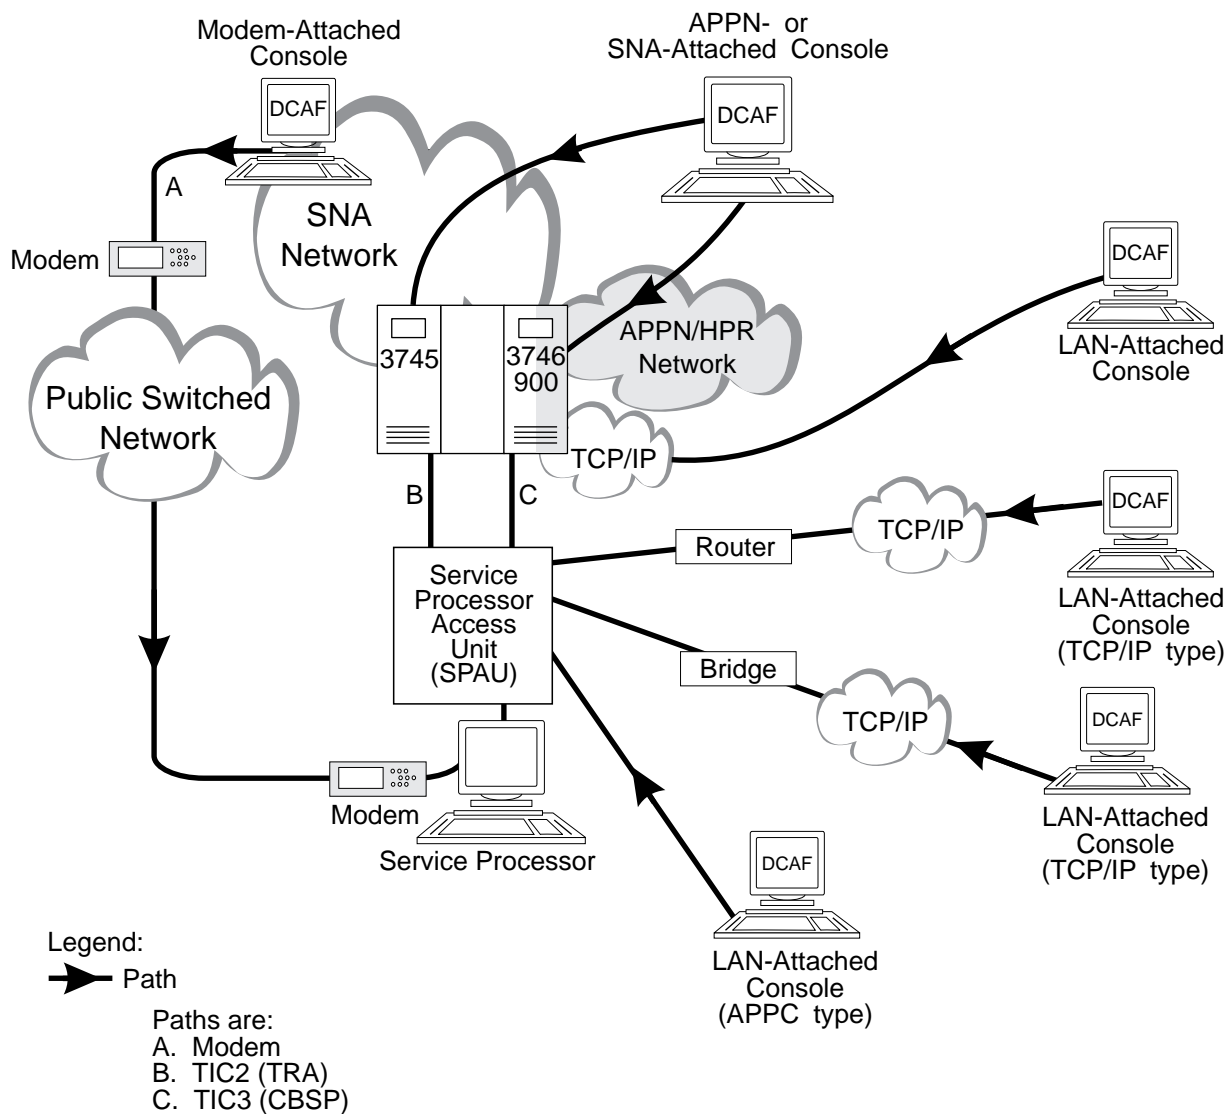 Modem-Attached
Console
DCAF
APPN- or
SNA-Attached Console
DCAF
A
SNA
Network
Modem
DCAF
LAN-Attached
Console
3745
3746
900
APPN/HPR
Network
Public Switched
Network
TCP/IP
B
C
DCAF
TCP/IP
Router
LAN-Attached
Console
(TCP/IP type)
Service
Processor
Access
Unit
(SPAU)
Bridge
TCP/IP
DCAF
LAN-Attached
Console
(TCP/IP type)
Modem
Service Processor
DCAF
LAN-Attached
Console
(APPC type)
Legend:
Path
Paths are:
A. Modem
B. TIC2 (TRA)
C. TIC3 (CBSP)